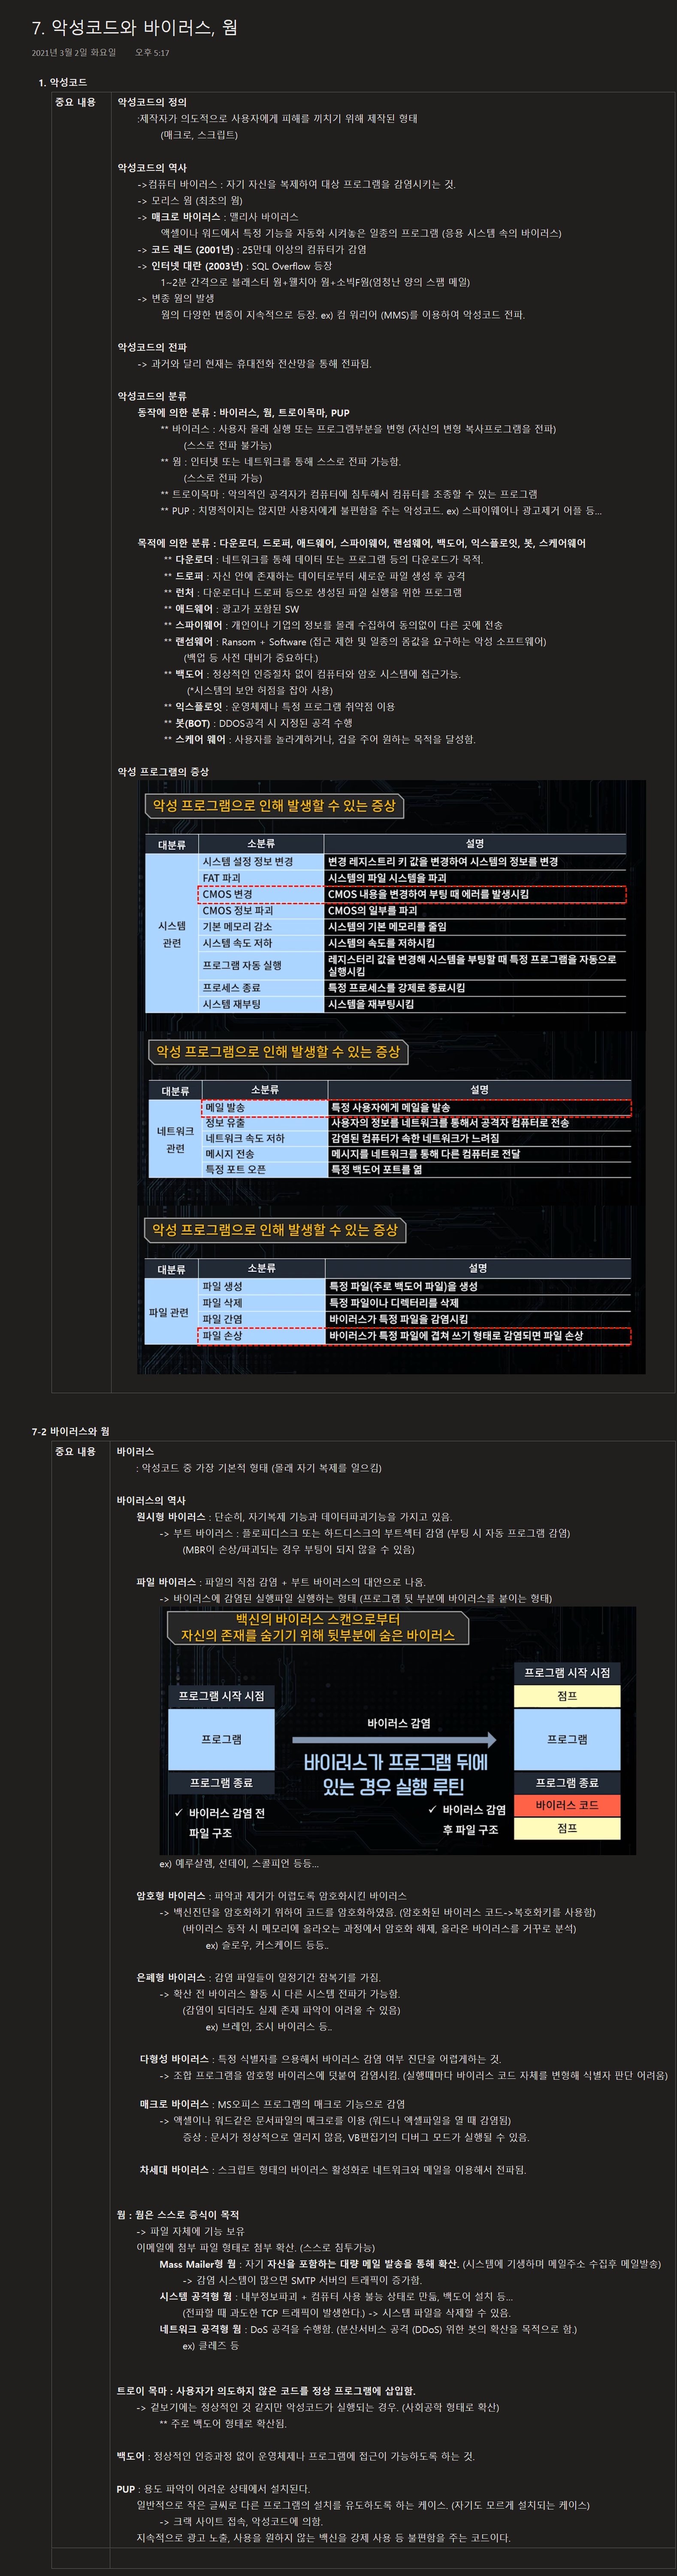 7. 악성코드와 바이러스, 웜
2021년 3월 2일 화요일 오후 5:17
1. 악성코드
중요 내용
악성코드의 정의
:제작자가 의도적으로 사용자에게 피해를 끼치기 위해 제작된 형태
(매크로, 스크립트)
악성코드의 역사
->컴퓨터 바이러스 : 자기 자신을 복제하여 대상 프로그램을 감염시키는 것.
-> 모리스 웜 (최초의 웜)
-> 매크로 바이러스 : 멜리사 바이러스
액셀이나 워드에서 특정 기능을 자동화 시켜놓은 일종의 프로그램 (응용 시스템 속의 바이러스)
-> 코드 레드 (2001년) : 25만대 이상의 컴퓨터가 감염
-> 인터넷 대란 (2003년) : SQL Overflow 등장
1~2분 간격으로 블래스터 웜+웰치아 웜+소빅F웜(엄청난 양의 스팸 메일)
-> 변종 웜의 발생
웜의 다양한 변종이 지속적으로 등장. ex) 컴 워리어 (MMS)를 이용하여 악성코드 전파.
악성코드의 전파
-> 과거와 달리 현재는 휴대전화 전산망을 통해 전파됨.
악성코드의 분류
동작에 의한 분류 : 바이러스, 웜, 트로이목마, PUP
** 바이러스 : 사용자 몰래 실행 또는 프로그램부분을 변형 (자신의 변형 복사프로그램을 전파)
(스스로 전파 불가능)
** 웜 : 인터넷 또는 네트워크를 통해 스스로 전파 가능함.
(스스로 전파 가능)
** 트로이목마 : 악의적인 공격자가 컴퓨터에 침투해서 컴퓨터를 조종할 수 있는 프로그램
** PUP : 치명적이지는 않지만 사용자에게 불편함을 주는 악성코드. ex) 스파이웨어나 광고제거 어플 등...
목적에 의한 분류 : 다운로더, 드로퍼, 애드웨어, 스파이웨어, 랜섬웨어, 백도어, 익스플로잇, 봇, 스케어웨어
** 다운로더 : 네트워크를 통해 데이터 또는 프로그램 등의 다운로드가 목적.
** 드로퍼 : 자신 안에 존재하는 데이터로부터 새로운 파일 생성 후 공격
** 런처 : 다운로더나 드로퍼 등으로 생성된 파일 실행을 위한 프로그램
** 애드웨어 : 광고가 포함된 SW
** 스파이웨어 : 개인이나 기업의 정보를 몰래 수집하여 동의없이 다른 곳에 전송
** 랜섬웨어 : Ransom + Software (접근 제한 및 일종의 몸값을 요구하는 악성 소프트웨어)
(백업 등 사전 대비가 중요하다.)
** 백도어 : 정상적인 인증절차 없이 컴퓨터와 암호 시스템에 접근가능.
(*시스템의 보안 허점을 잡아 사용)
** 익스플로잇 : 운영체제나 특정 프로그램 취약점 이용
** 봇(BOT) : DDOS공격 시 지정된 공격 수행
** 스케어 웨어 : 사용자를 놀라게하거나, 겁을 주어 원하는 목적을 달성함.
악성 프로그램의 증상
악성 프로그램으로 인해 발생할 수 있는 증상
대분류 소분류 설명
시스템 관련
시스템 설정 정보 변경 변경 레지스트리 키 값을 변경하여 시스템의 정보를 변경
FAT 파괴 시스템의 파일 시스템을 파괴
CMOS 변경 CMOS 내용을 변경하여 부팅 때 에러를 발생시킴
CMOS 정보 파괴 CMOS의 일부를 파괴
기본 메모리 감소 시스템의 기본 메모리를 줄임
시스템 속도 저하 시스템의 속도를 저하시킴
프로그램 자동 실행 레지스터리 값을 변경해 시스템을 부팅할 때 특정 프로그램을 자동으로
실행시킴
프로세스 종료 특정 프로세스를 강제로 종료시킴
시스템 재부팅 시스템을 재부팅시킴
악성 프로그램으로 인해 발생할 수 있는 증상
대분류 소분류 설명
네트워크 관련
메일 발송 특정 사용자에게 메일을 발송
정보 유출 사용자의 정보를 네트워크를 통해서 공격자 컴퓨터로 전송
네트워크 속도 저하 감염된 컴퓨터가 속한 네트워크가 느려짐
메시지 전송 메시지를 네트워크를 통해 다른 컴퓨터로 전달
특정 포트 오픈 특정 백도어 포트를 엶
악성 프로그램으로 인해 발생할 수 있는 증상
대분류 소분류 설명
파일 관련
파일 생성 특정 파일(주로 백도어 파일)을 생성
파일 삭제 특정 파일이나 디렉터리를 삭제
파일 간염 바이러스가 특정 파일을 감염시킴
파일 손상 바이러스가 특정 파일에 겹쳐 쓰기 형태로 감염되면 파일 손상
7-2 바이러스와 웜
중요 내용
바이러스
: 악성코드 중 가장 기본적 형태 (몰래 자기 복제를 일으킴)
바이러스의 역사
원시형 바이러스 : 단순히, 자기복제 기능과 데이터파괴기능을 가지고 있음.
-> 부트 바이러스 : 플로피디스크 또는 하드디스크의 부트섹터 감염 (부팅 시 자동 프로그램 감염)
(MBR이 손상/파괴되는 경우 부팅이 되지 않을 수 있음)
파일 바이러스 : 파일의 직접 감염 + 부트 바이러스의 대안으로 나옴.
-> 바이러스에 감염된 실행파일 실행하는 형태 (프로그램 뒷 부분에 바이러스를 붙이는 형태)
백신의 바이러스 스캔으로부터
자신의 존재를 숨기기 위해 뒷부분에 숨은 바이러스
프로그램 시작 시점
프로그램
프로그램 종료
✓ 바이러스 감염 전
파일 구조
바이러스 감염
바이러스가 프로그램 뒤에
있는 경우 실행 루틴
프로그램 시작 시점
점프
프로그램
프로그램 종료
바이러스 코드
점프
✓ 바이러스 감염
후 파일 구조
ex) 예루살렘, 선데이, 스콜피언 등등...
암호형 바이러스 : 파악과 제거가 어렵도록 암호화시킨 바이러스
-> 백신진단을 암호화하기 위하여 코드를 암호화하였음. (암호화된 바이러스 코드->복호화키를 사용함)
(바이러스 동작 시 메모리에 올라오는 과정에서 암호화 해제, 올라온 바이러스를 거꾸로 분석)
ex) 슬로우, 커스케이드 등등..
은폐형 바이러스 : 감염 파일들이 일정기간 잠복기를 가짐.
-> 확산 전 바이러스 활동 시 다른 시스템 전파가 가능함.
(감염이 되더라도 실제 존재 파악이 어려울 수 있음)
ex) 브레인, 조시 바이러스 등..
다형성 바이러스 : 특정 식별자를 으용해서 바이러스 감염 여부 진단을 어렵게하는 것.
-> 조합 프로그램을 암호형 바이러스에 덧붙여 감염시킴. (실행때마다 바이러스 코드 자체를 변형해 식별자 판단 어려움)
매크로 바이러스 : MS오피스 프로그램의 매크로 기능으로 감염
-> 액셀이나 워드같은 문서파일의 매크로를 이용 (워드나 엑셀파일을 열 때 감염됨)
증상 : 문서가 정상적으로 열리지 않음, VB편집기의 디버그 모드가 실행될 수 있음.
차세대 바이러스 : 스크립트 형태의 바이러스 활성화로 네트워크와 메일을 이용해서 전파됨.
웜 : 웜은 스스로 증식이 목적
-> 파일 자체에 기능 보유
이메일에 첨부 파일 형태로 첨부 확산. (스스로 침투가능)
Mass Mailer형 웜 : 자기 자신을 포함하는 대량 메일 발송을 통해 확산. (시스템에 기생하며 메일주소 수집후 메일발송)
-> 감염 시스템이 많으면 SMTP 서버의 트래픽이 증가함.
시스템 공격형 웜 : 내부정보파괴 + 컴퓨터 사용 불능 상태로 만듦, 백도어 설치 등...
(전파할 때 과도한 TCP 트래픽이 발생한다.) -> 시스템 파일을 삭제할 수 있음.
네트워크 공격형 웜 : DoS 공격을 수행함. (분산서비스 공격 (DDoS) 위한 봇의 확산을 목적으로 함.)
ex) 클레즈 등
트로이 목마 : 사용자가 의도하지 않은 코드를 정상 프로그램에 삽입함.
-> 겉보기에는 정상적인 것 같지만 악성코드가 실행되는 경우. (사회공학 형태로 확산)
** 주로 백도어 형태로 확산됨.
백도어 : 정상적인 인증과정 없이 운영체제나 프로그램에 접근이 가능하도록 하는 것.
PUP : 용도 파악이 어려운 상태에서 설치된다.
일반적으로 작은 글씨로 다른 프로그램의 설치를 유도하도록 하는 케이스. (자기도 모르게 설치되는 케이스)
-> 크랙 사이트 접속, 악성코드에 의함.
지속적으로 광고 노출, 사용을 원하지 않는 백신을 강제 사용 등 불편함을 주는 코드이다.